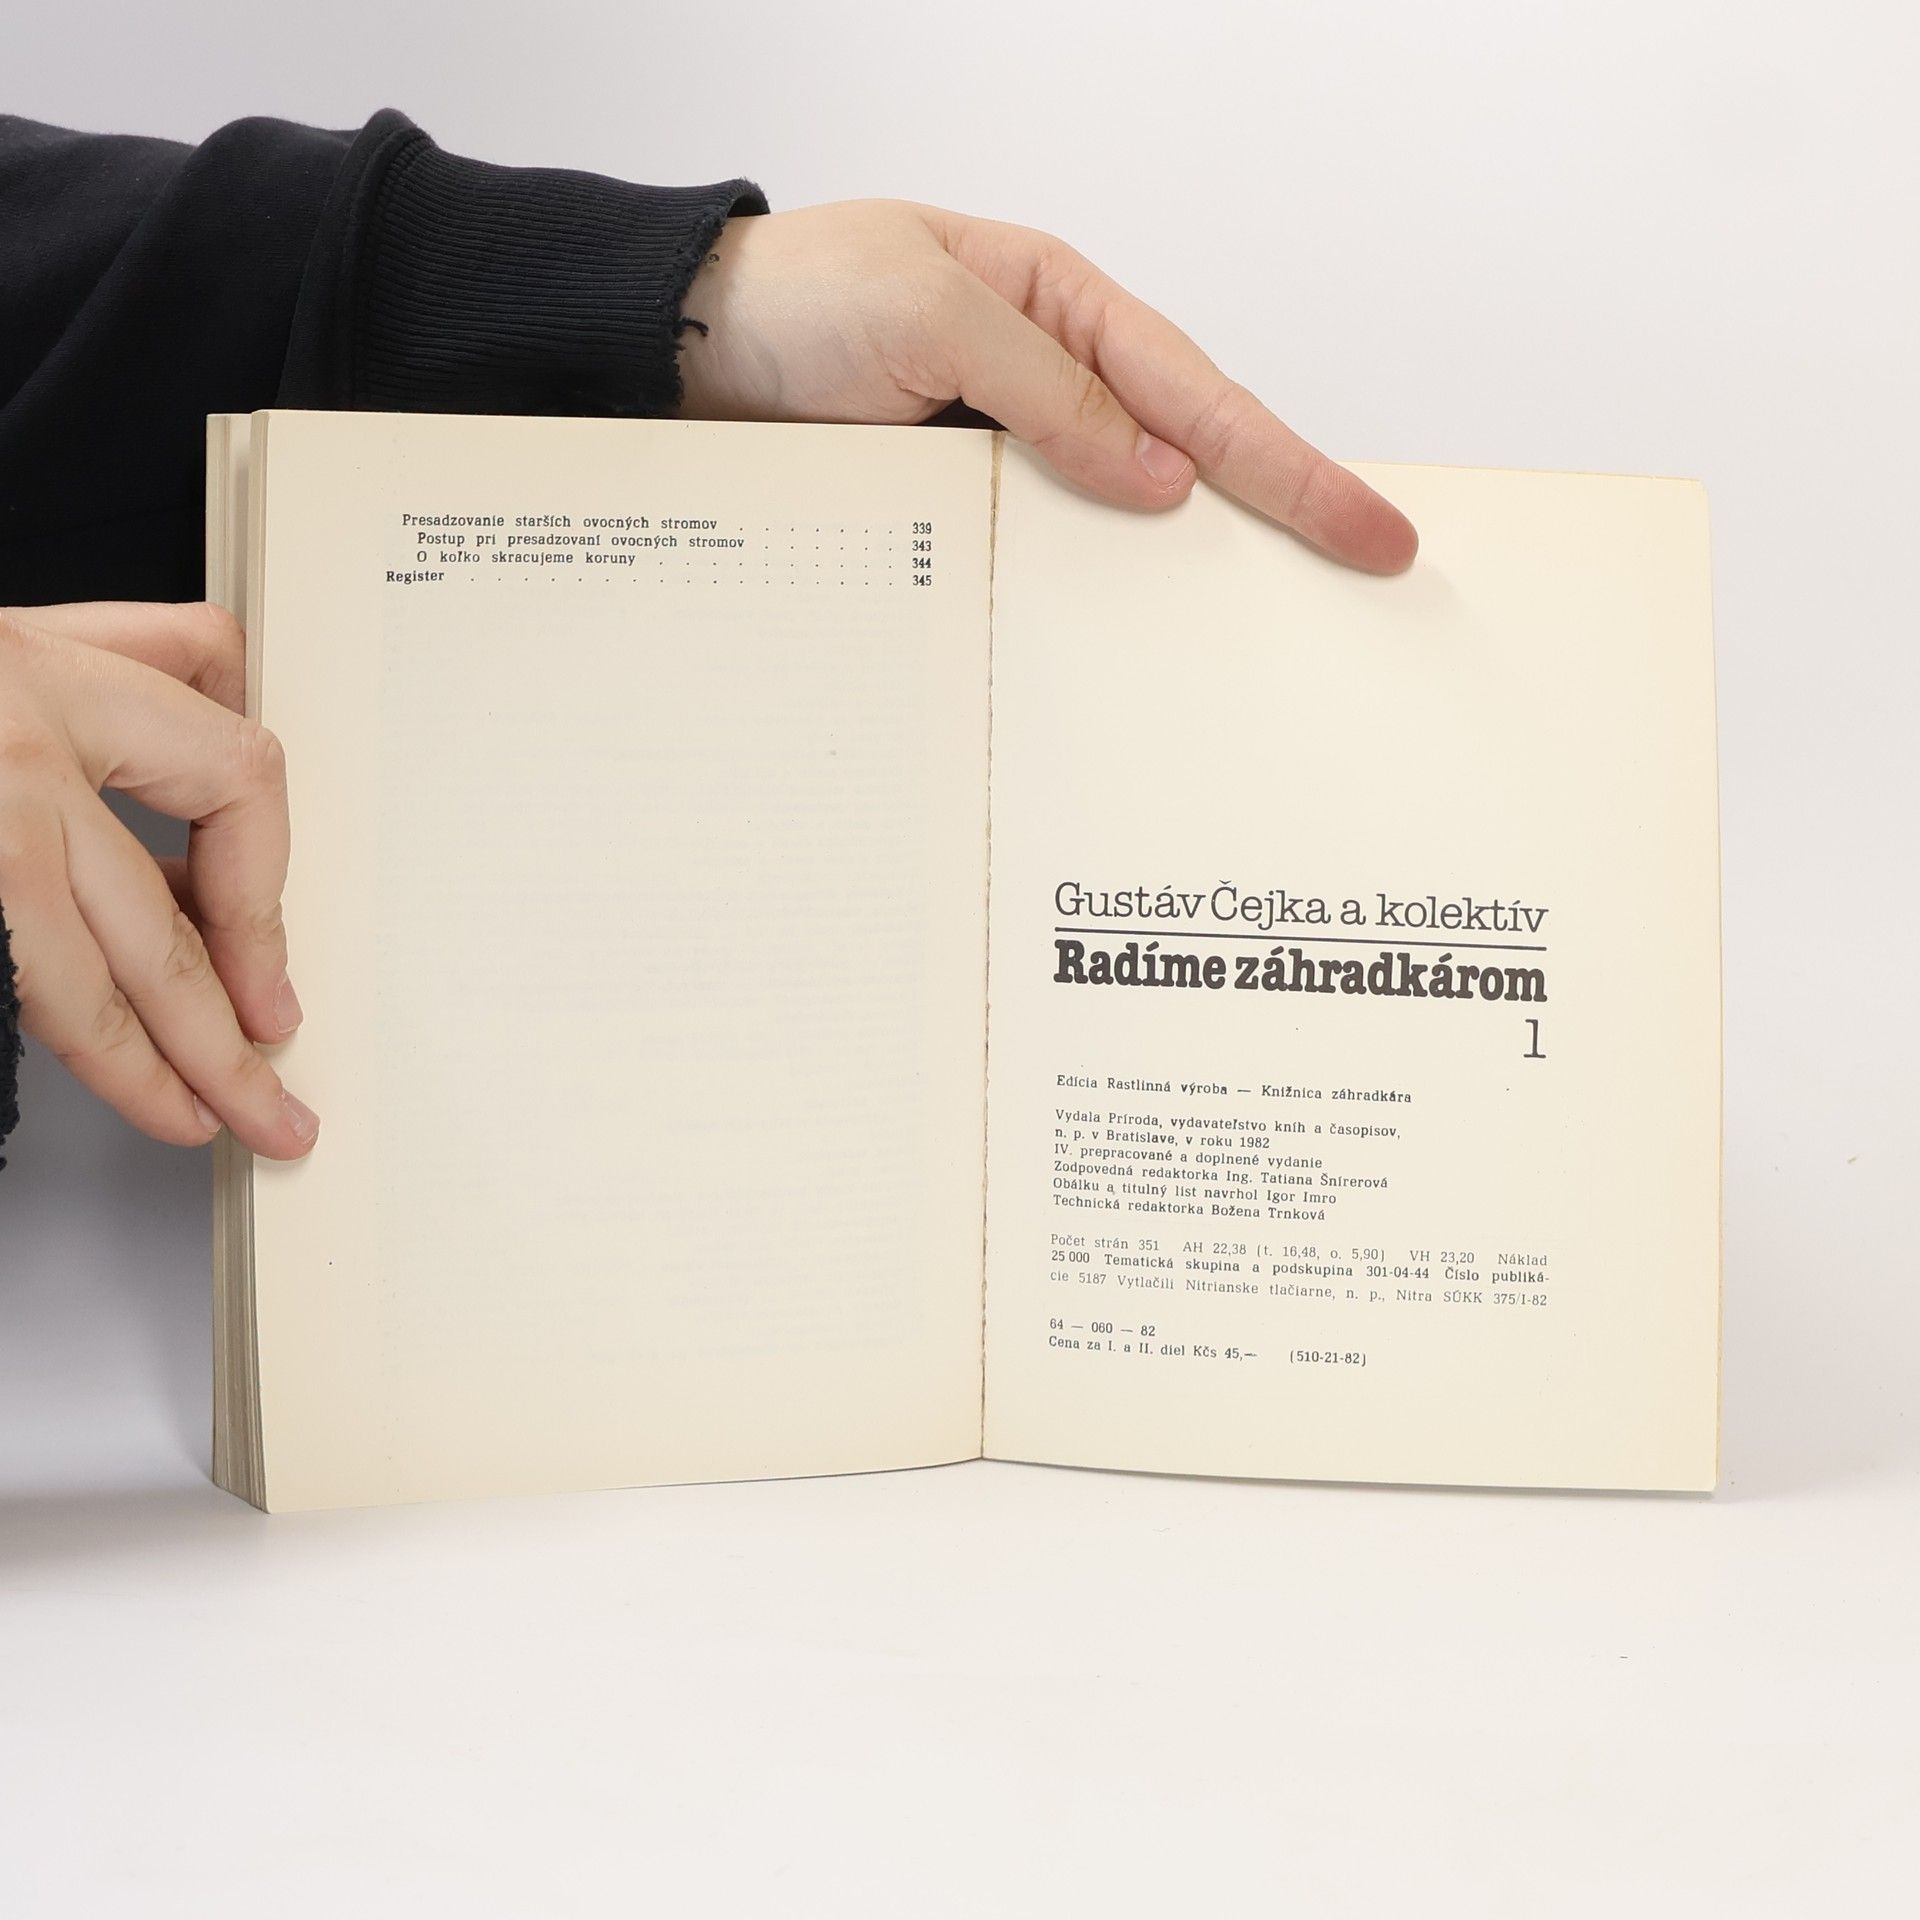 Presadzovanie starších ovocných stromov . . . . . . . 339
Postup pri presadzovaní ovocných stromov . . . . . . 343
O koľko skracujeme koruny . . . . . . . . . . 344
Register . . . . . . . . . . . . . . . . . 345
Gustáv Čejka a kolektív
Radíme záhradkárom
1
Edícia Rastlinná výroba — Knižnica záhradkára
Vydala Príroda, vydavateľstvo kníh a časopisov,
n. p. v Bratislave, v roku 1982
IV. prepracované a doplnené vydanie
Zodpovedná redaktorka Ing. Tatiana Šnírerová
Obálku a titulný list navrhol Igor Imro
Technická redaktorka Božena Trnková
Počet strán 351 AH 22,38 (t. 16,48, o. 5,90) VH 23,20 Náklad
25 000 Tematická skupina a podskupina 301-04-44 Číslo publiká-
cie 5187 Vytlačili Nitrianske tlačiarne, n. p., Nitra SÚKK 375/I-82
64 — 060 — 82
Cena za I. a II. diel Kčs 45,— (510-21-82)